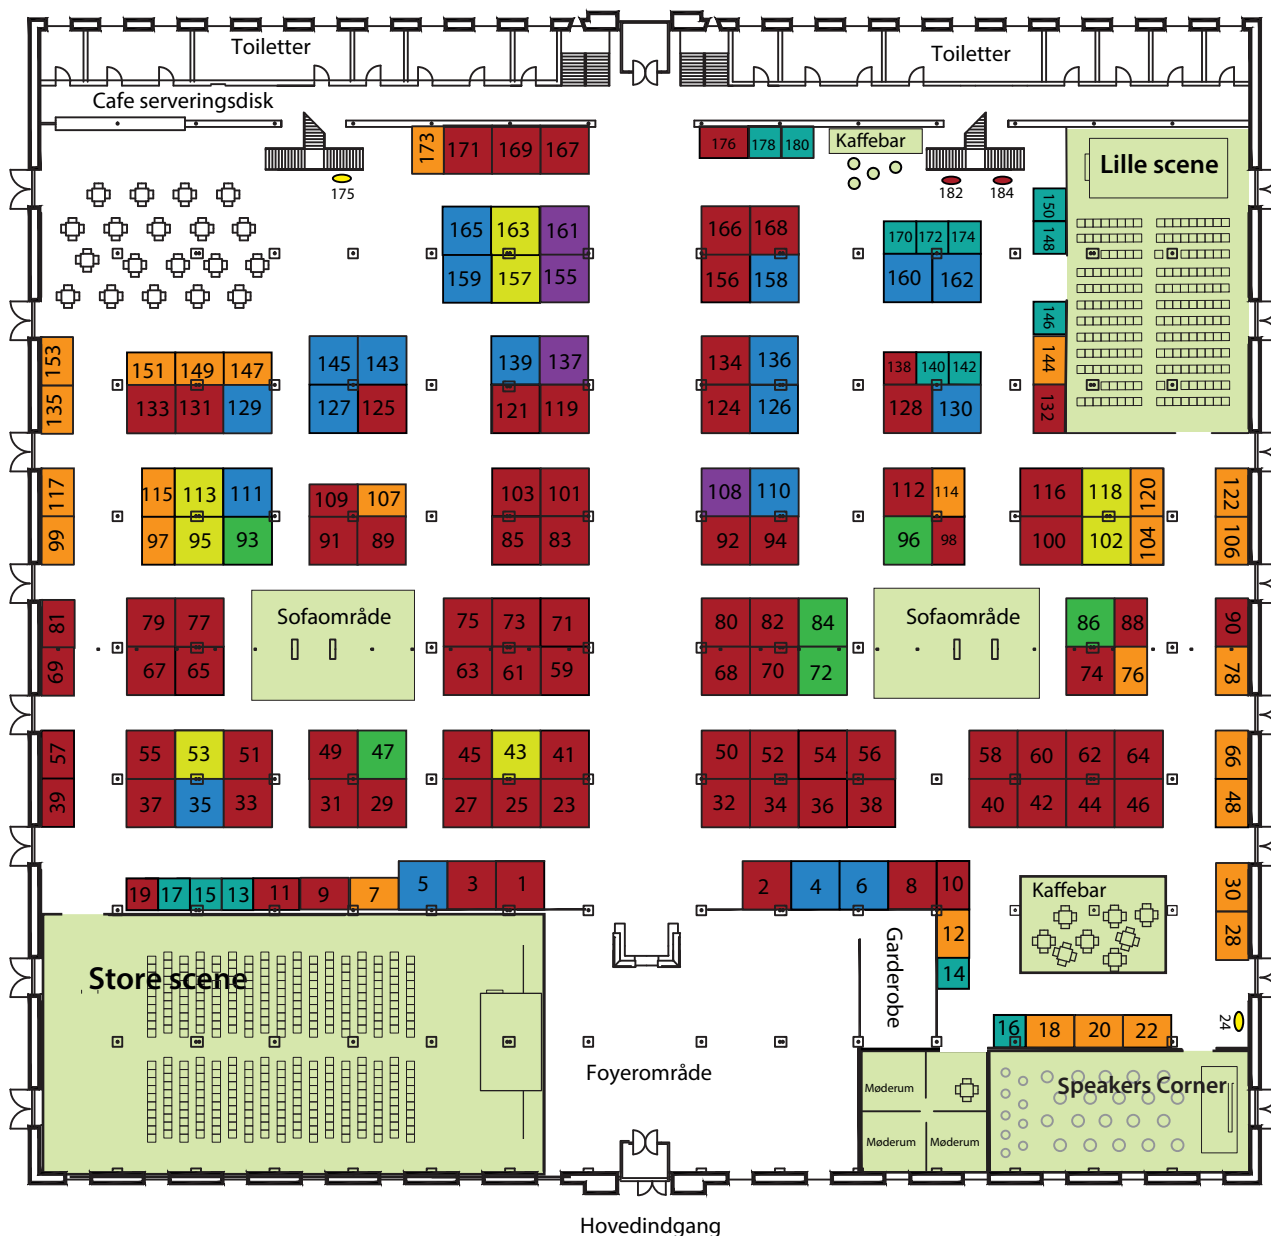 Toiletter
Toiletter
Cafe serveringsdisk
173 171 169 167
176 178 180
Kaffebar
Lille scene
175
182 184
150
148
165 163 161
166 168
170 172 174
159 157 155
156 158
160 162
146
153
151 149 147
145 143
139 137
134 136
138 140 142
144
135
133 131 129
127 125
121 119
124 126
128 130
132
117
115 113 111
109 107
103 101
108 110
112 114
116 118 120
122
99
97 95 93
91 89
85 83
92 94
96 98
100 102 104
106
81
79 77
Sofaområde
75 73 71
80 82 84
Sofaområde
86 88
90
69
67 65
63 61 59
68 70 72
74 76
78
57
55 53 51
49 47
45 43 41
50 52 54 56
58 60 62 64
66
39
37 35 33
31 29
27 25 23
32 34 36 38
40 42 44 46
48
19 17 15 13 11 9 7 5 3 1
2 4 6 8 10
Kaffebar
30
12
28
14
Garderobe
Store scene
16 18 20 22
24
Foyerområde
Møderum
Speakers Corner
Møderum
Møderum
Hovedindgang